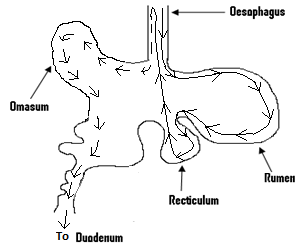 Oesophagus
Omasum
Rumen
Recticulum
To Duodenum